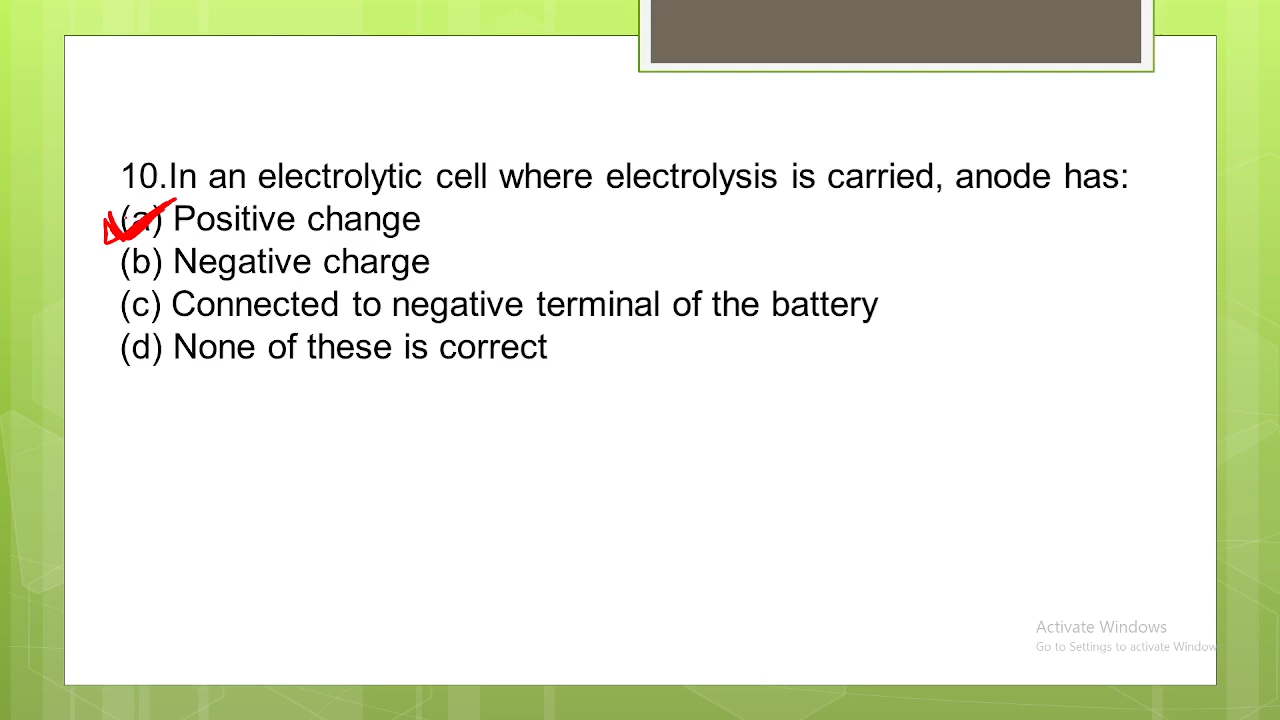 10.In an electrolytic cell where electrolysis is carried, anode has:
(a) Positive change
(b) Negative charge
(c) Connected to negative terminal of the battery
(d) None of these is correct
Activate Windows
Go to Settings to activate Window